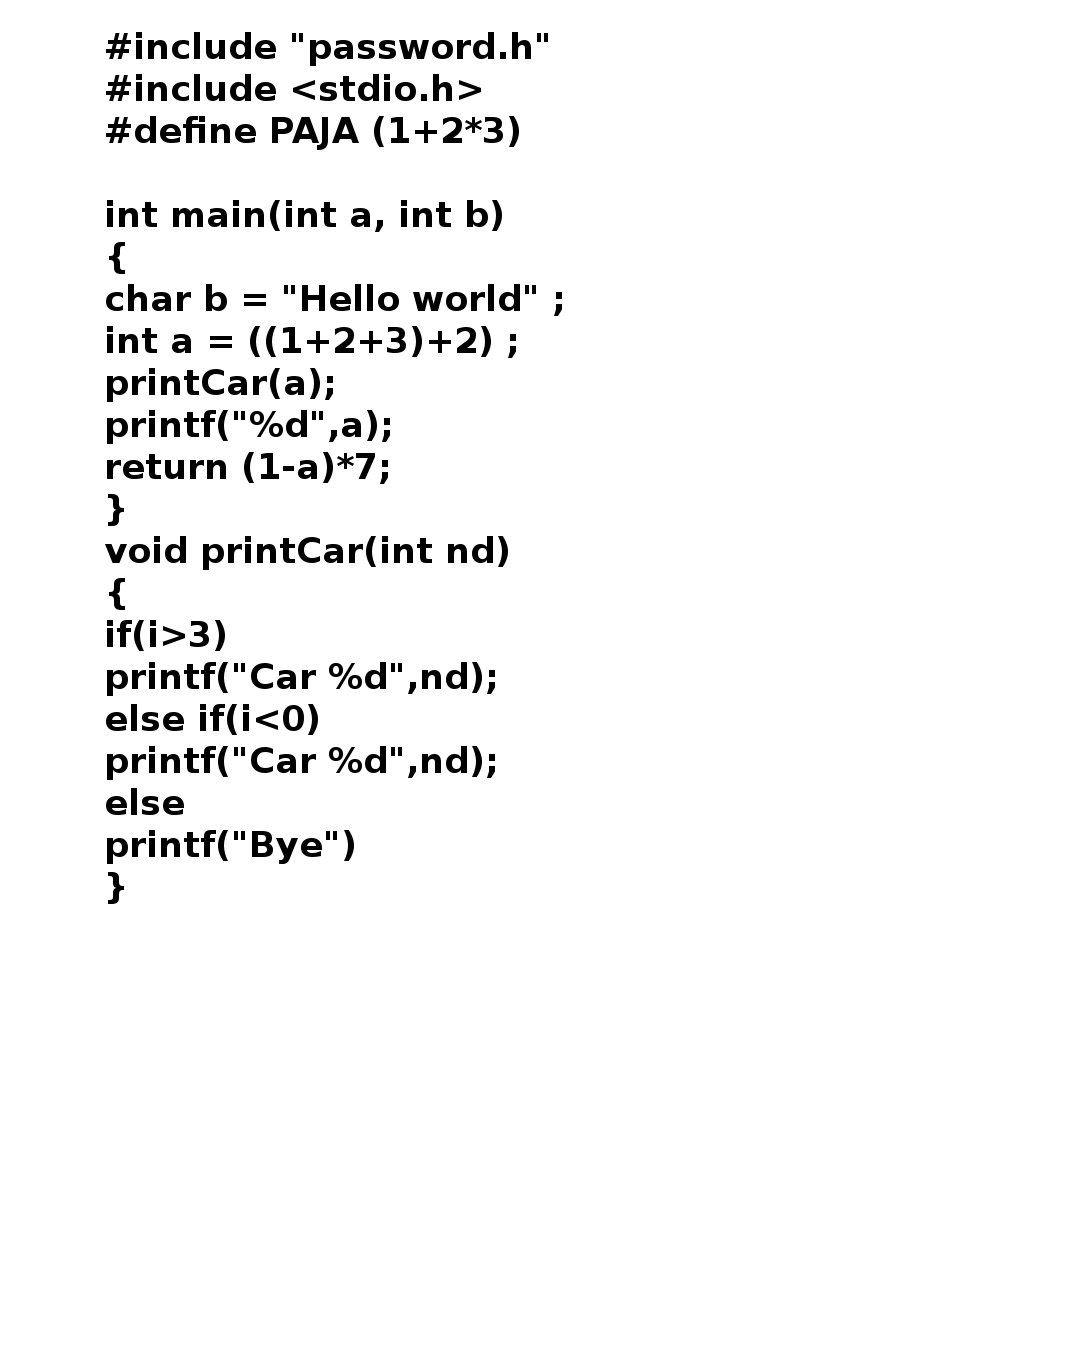 #include "password.h"
#include <stdio.h>
#define PAJA (1+2*3)

int main(int a, int b)
{
char b = "Hello world" ;
int a = ((1+2+3)+2) ;
printCar(a);
printf("%d",a);
return (1-a)*7;
}
void printCar(int nd)
{
if(i>3)
printf("Car %d",nd);
else if(i<0)
printf("Car %d",nd);
else
printf("Bye")
}